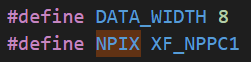 #define DATA_WIDTH 8
#define NPIX XF_NPPC1